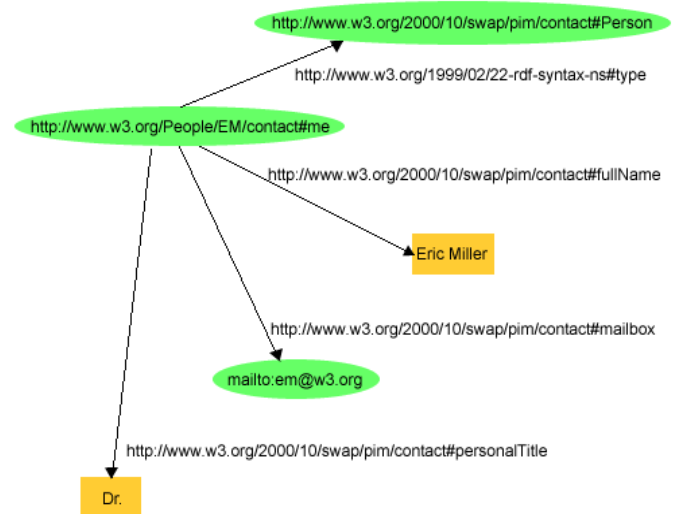 http://www.w3.org/2000/10/swap/pim/contact#Person
http://www.w3.org/1999/02/22-rdf-syntax-ns#type
http://www.w3.org/People/EM/contact#me
http://www.w3.org/2000/10/swap/pim/contact#fullName
Eric Miller
http://www.w3.org/2000/10/swap/pim/contact#mailbox
mailto:em@w3.org
http://www.w3.org/2000/10/swap/pim/contact#personalTitle
Dr.